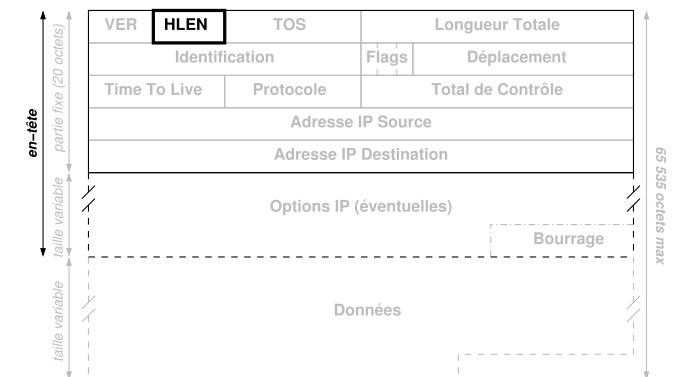 VER HLEN TOS Longueur Totale
Identification Flags Déplacement
Time To Live Protocole Total de Contrôle
Adresse IP Source
Adresse IP Destination
Options IP (éventuelles)
Bourrage
Données
en-tête
partie fixe (20 octets)
taille variable
taille variable
65 535 octets max